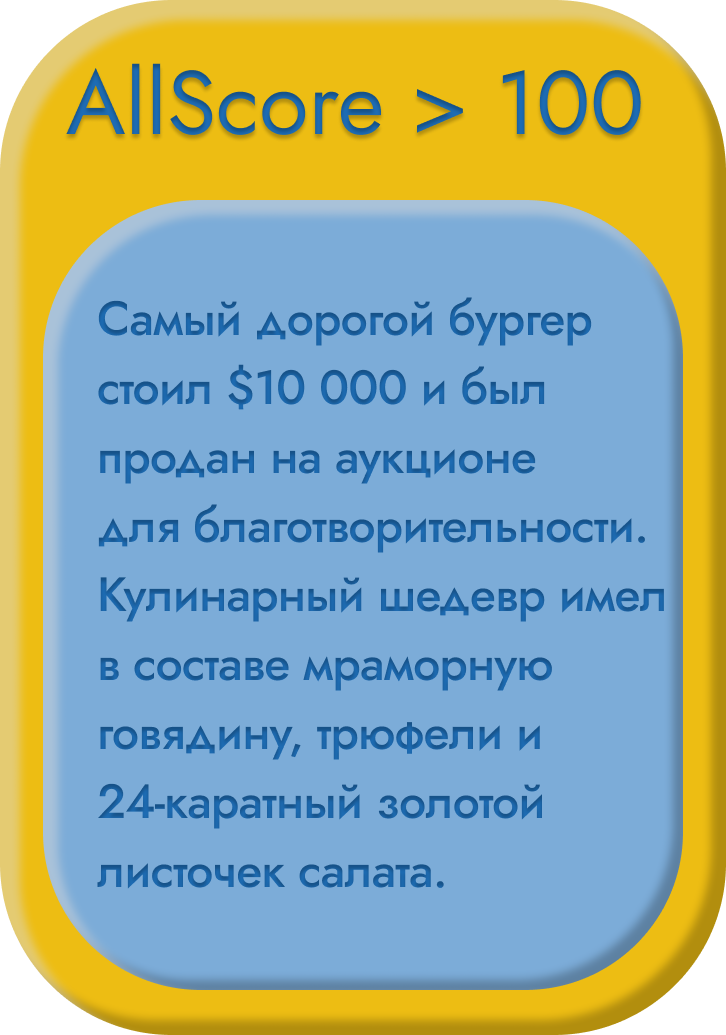 AllScore > 100
Самый дорогой бургер
стоил $10 000 и был
продан на аукционе
для благотворительности.
Кулинарный шедевр имел
в составе мраморную
говядину, трюфели и
24-каратный золотой
листочек салата.